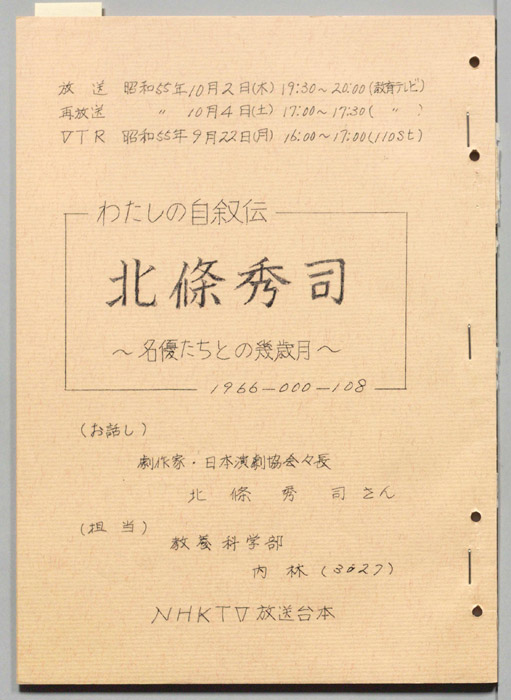 放送 昭和55年10月2日(木) 19:30~20:00(教育テレビ)
再放送 〃 10月4日(土) 17:00~17:30( 〃 )
VTR 昭和55年9月22日(月) 16:00~17:00(110St)
わたしの自叙伝
北條秀司
~名優たちとの幾歳月~
1966-000-108
(お話し)
劇作家・日本演劇協会々長
北條秀司さん
(担当)
教養科学部
内林(3627)
NHKTV放送台本